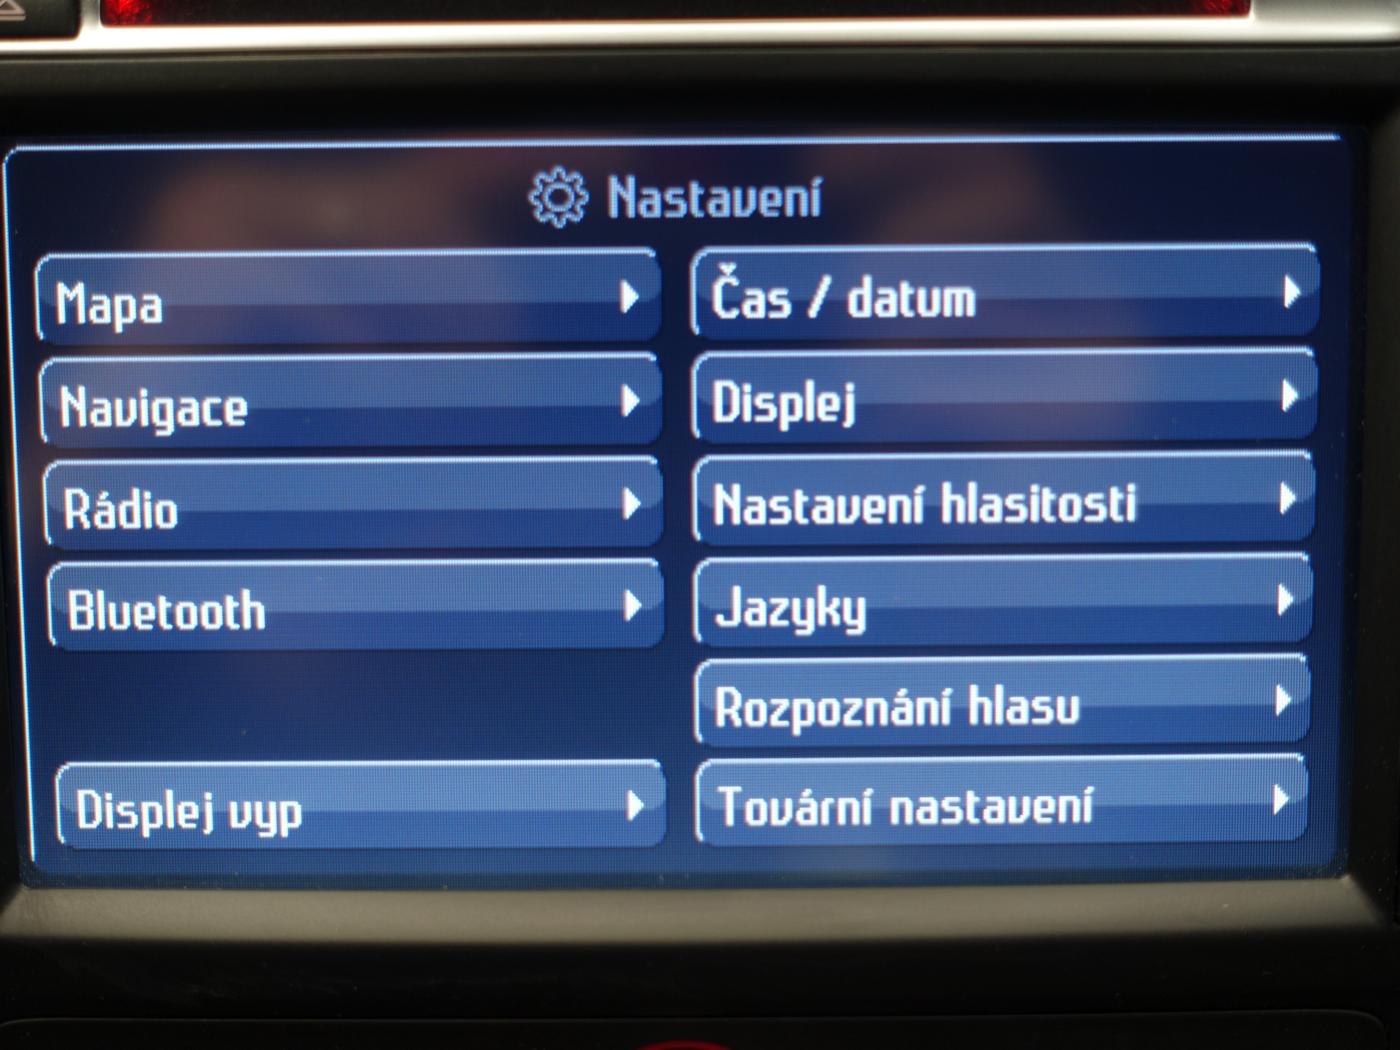 Nastavení
Mapa
Čas / datum
Navigace
Displej
Rádio
Nastavení hlasitosti
Bluetooth
Jazyky
Rozpoznání hlasu
Displej vyp
Tovární nastavení